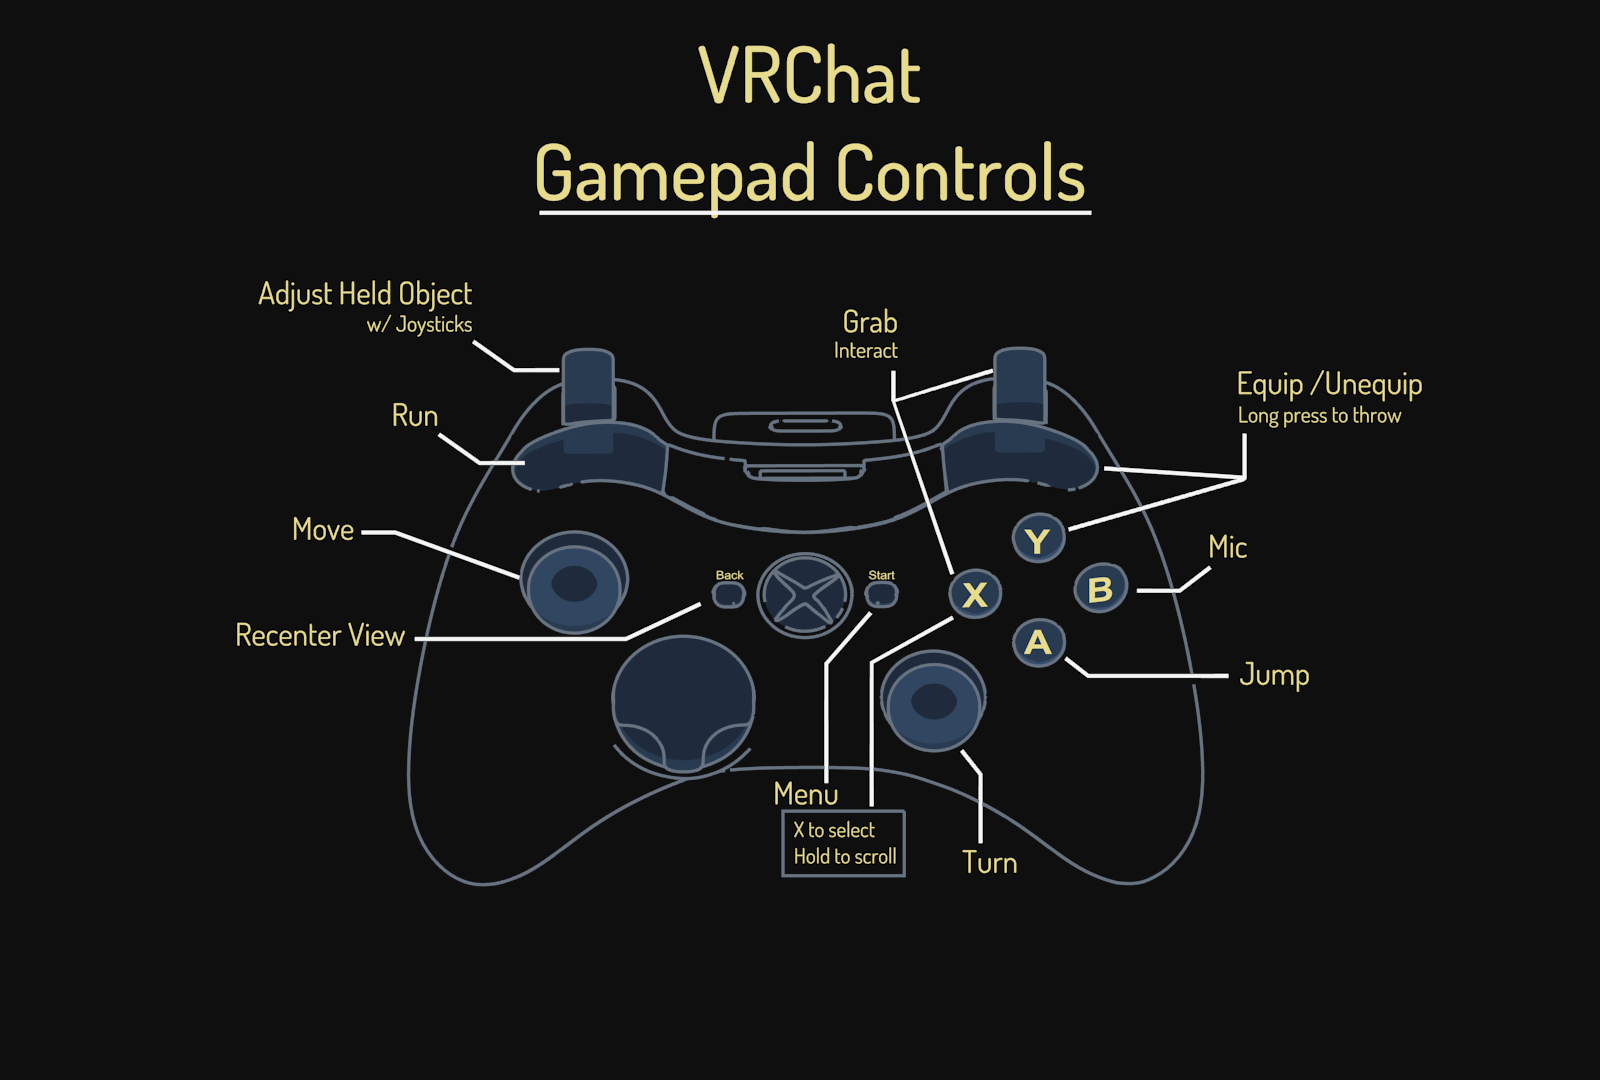 VRChat
Gamepad Controls
Adjust Held Object
w/ Joysticks
Grab
Interact
Equip /Unequip
Long press to throw
Run
Move
Y
Mic
Back
Start
X
B
Recenter View
A
Jump
Menu
X to select
Hold to scroll
Turn